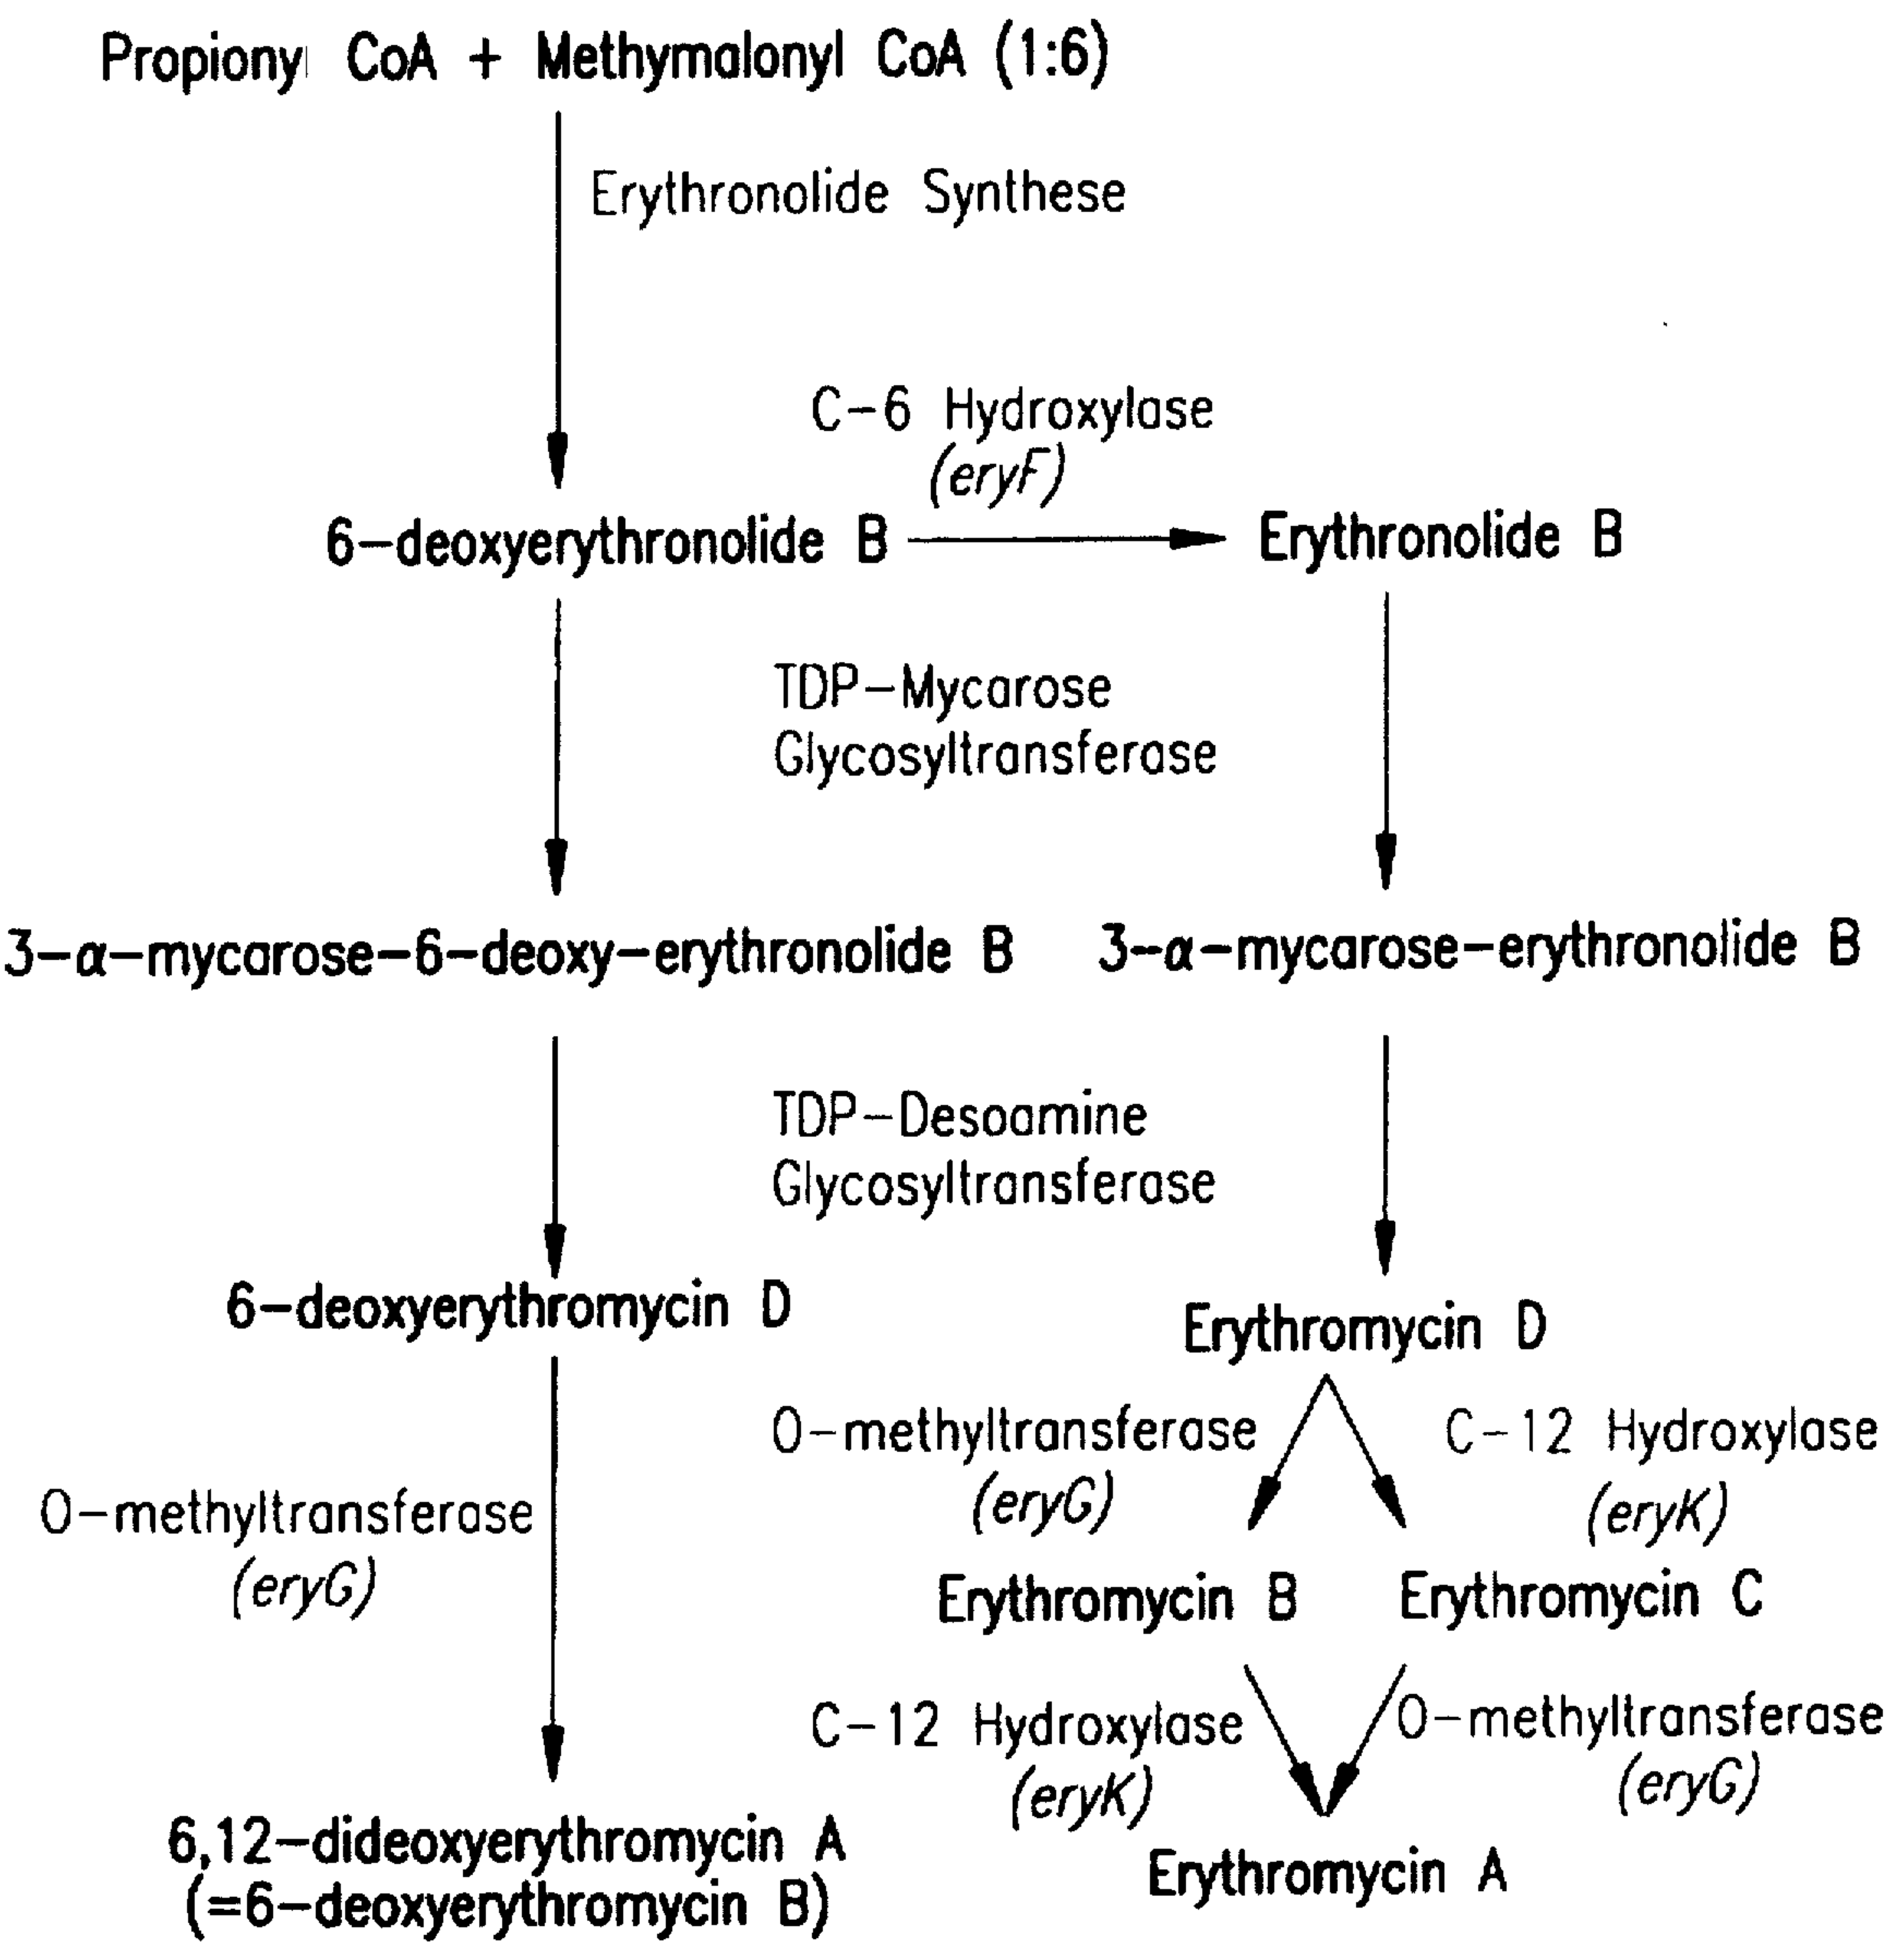 Propionyl CoA + Methymalonyl CoA (1:6)
Erythronolide Synthese
C-6 Hydroxylase
(eryF)
6-deoxyerythronolide B
Erythronolide B
TDP-Mycarose
Glycosyltransferase
3-α-mycarose-6-deoxy-erythronolide B
3-α-mycarose-erythronolide B
TDP-Desoamine
Glycosyltransferase
6-deoxyerythromycin D
Erythromycin D
O-methyltransferase
(eryG)
O-methyltransferase
(eryG)
C-12 Hydroxylase
(eryK)
Erythromycin B
Erythromycin C
C-12 Hydroxylase
(eryK)
O-methyltransferase
(eryG)
6,12-dideoxyerythromycin A
(=6-deoxyerythromycin B)
Erythromycin A